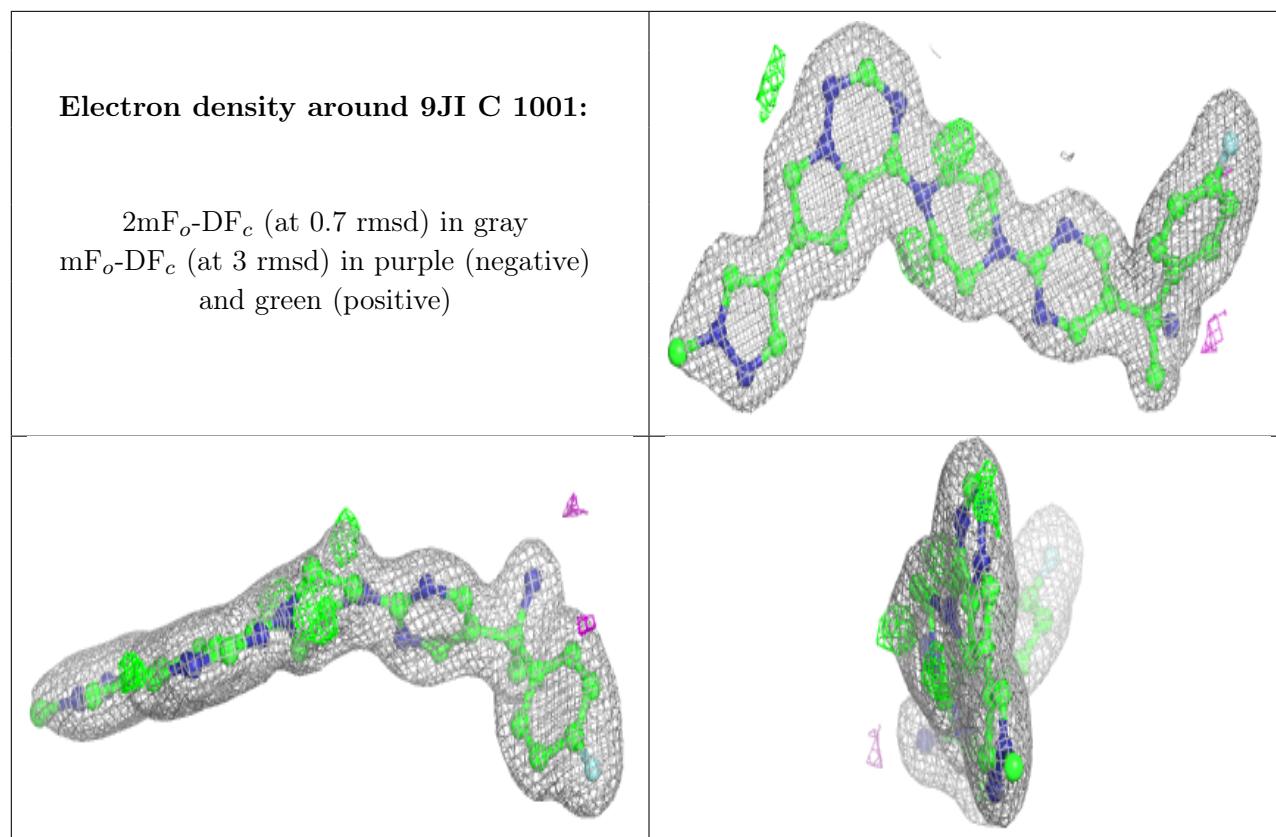 Electron density around 9JI C 1001:
2mFₒ-DF𝒸 (at 0.7 rmsd) in gray
mFₒ-DF𝒸 (at 3 rmsd) in purple (negative)
and green (positive)